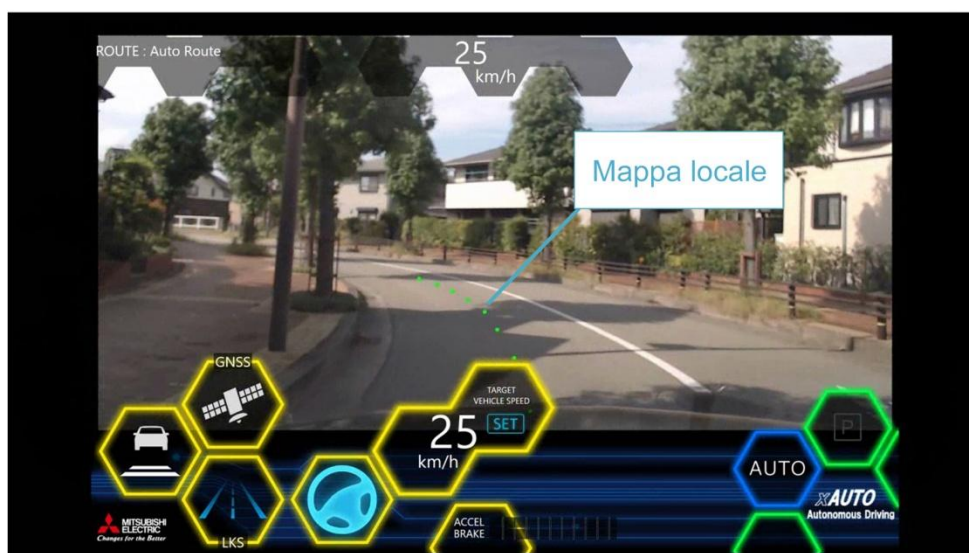 ROUTE : Auto Route
25
km/h
Mappa locale
GNSS
TARGET
VEHICLE SPEED
SET
25
km/h
P
AUTO
xAUTO
Autonomous Driving
MITSUBISHI
ELECTRIC
Changes for the Better
LKS
ACCEL
BRAKE